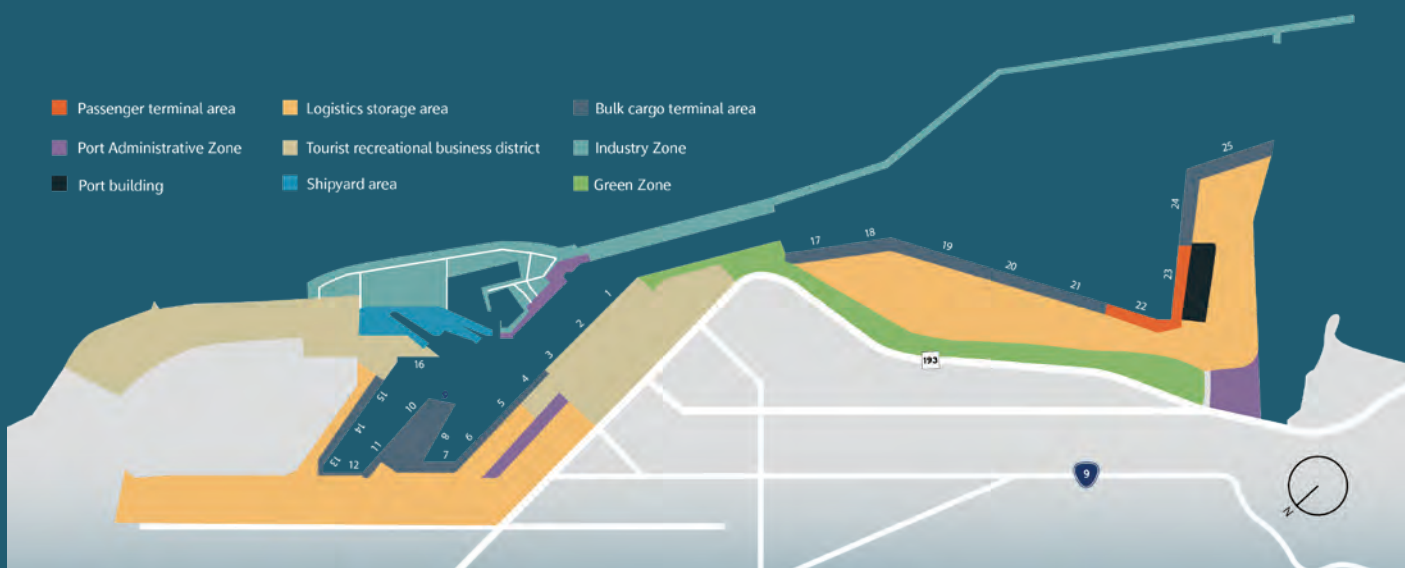 Passenger terminal area
Logistics storage area
Bulk cargo terminal area
Port Administrative Zone
Tourist recreational business district
Industry Zone
Port building
Shipyard area
Green Zone
25
24
23
22
21
20
19
18
17
1
2
3
4
5
6
7
8
10
11
12
13
14
15
16
193
9
N